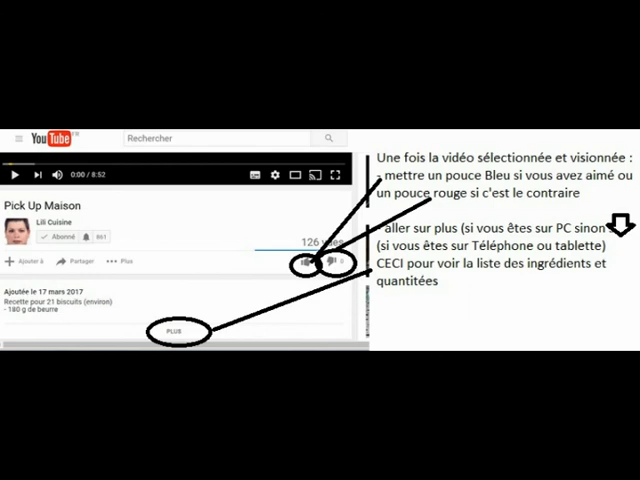 YouTube FR
Rechercher
0:00 / 8:52
Pick Up Maison
Lili Cuisine
Abonné 861
126 vues
Ajouter à Partager Plus 0
Ajoutée le 17 mars 2017
Recette pour 21 biscuits (environ)
- 180 g de beurre
PLUS
Une fois la vidéo sélectionnée et visionnée :
- mettre un pouce Bleu si vous avez aimé ou
un pouce rouge si c'est le contraire
- aller sur plus (si vous êtes sur PC sinon
(si vous êtes sur Téléphone ou tablette)
CECI pour voir la liste des ingrédients et
quantitées